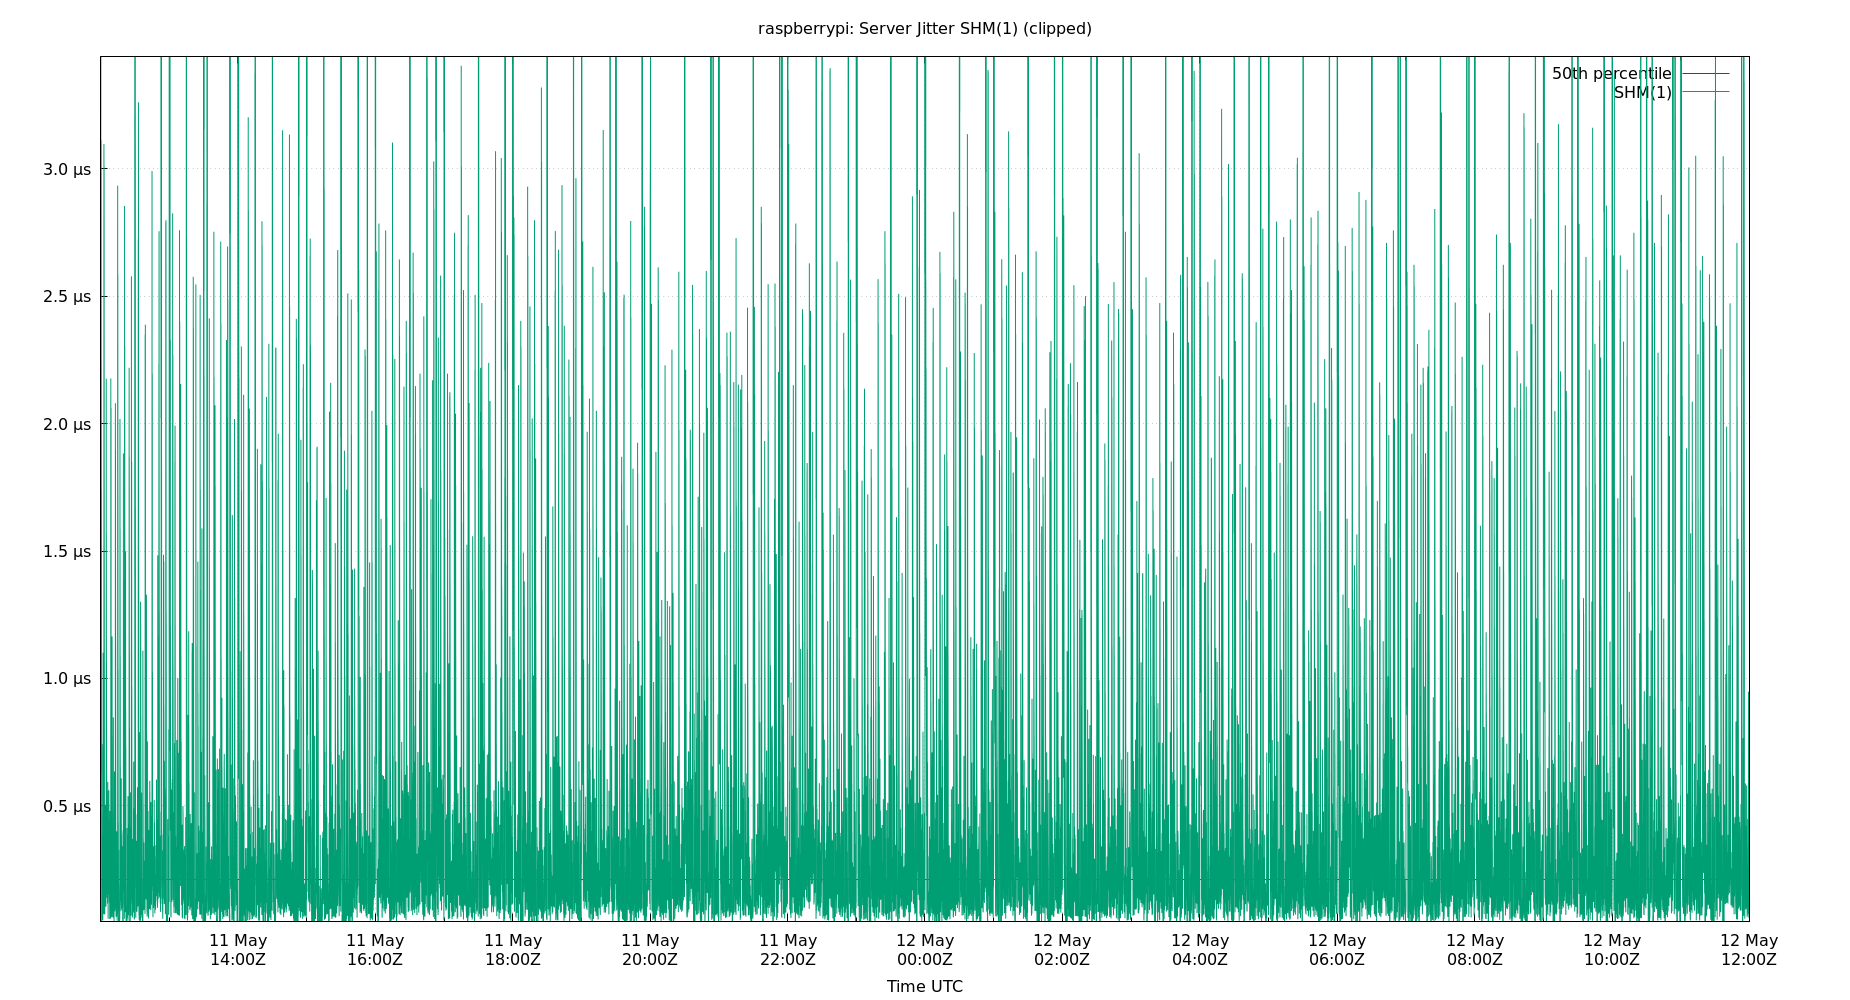 raspberrypi: Server Jitter SHM(1) (clipped)
50th percentile
SHM(1)
3.0 µs
2.5 µs
2.0 µs
1.5 µs
1.0 µs
0.5 µs
11 May 11 May 11 May 11 May 11 May 12 May 12 May 12 May 12 May 12 May 12 May 12 May
14:00Z 16:00Z 18:00Z 20:00Z 22:00Z 00:00Z 02:00Z 04:00Z 06:00Z 08:00Z 10:00Z 12:00Z
Time UTC